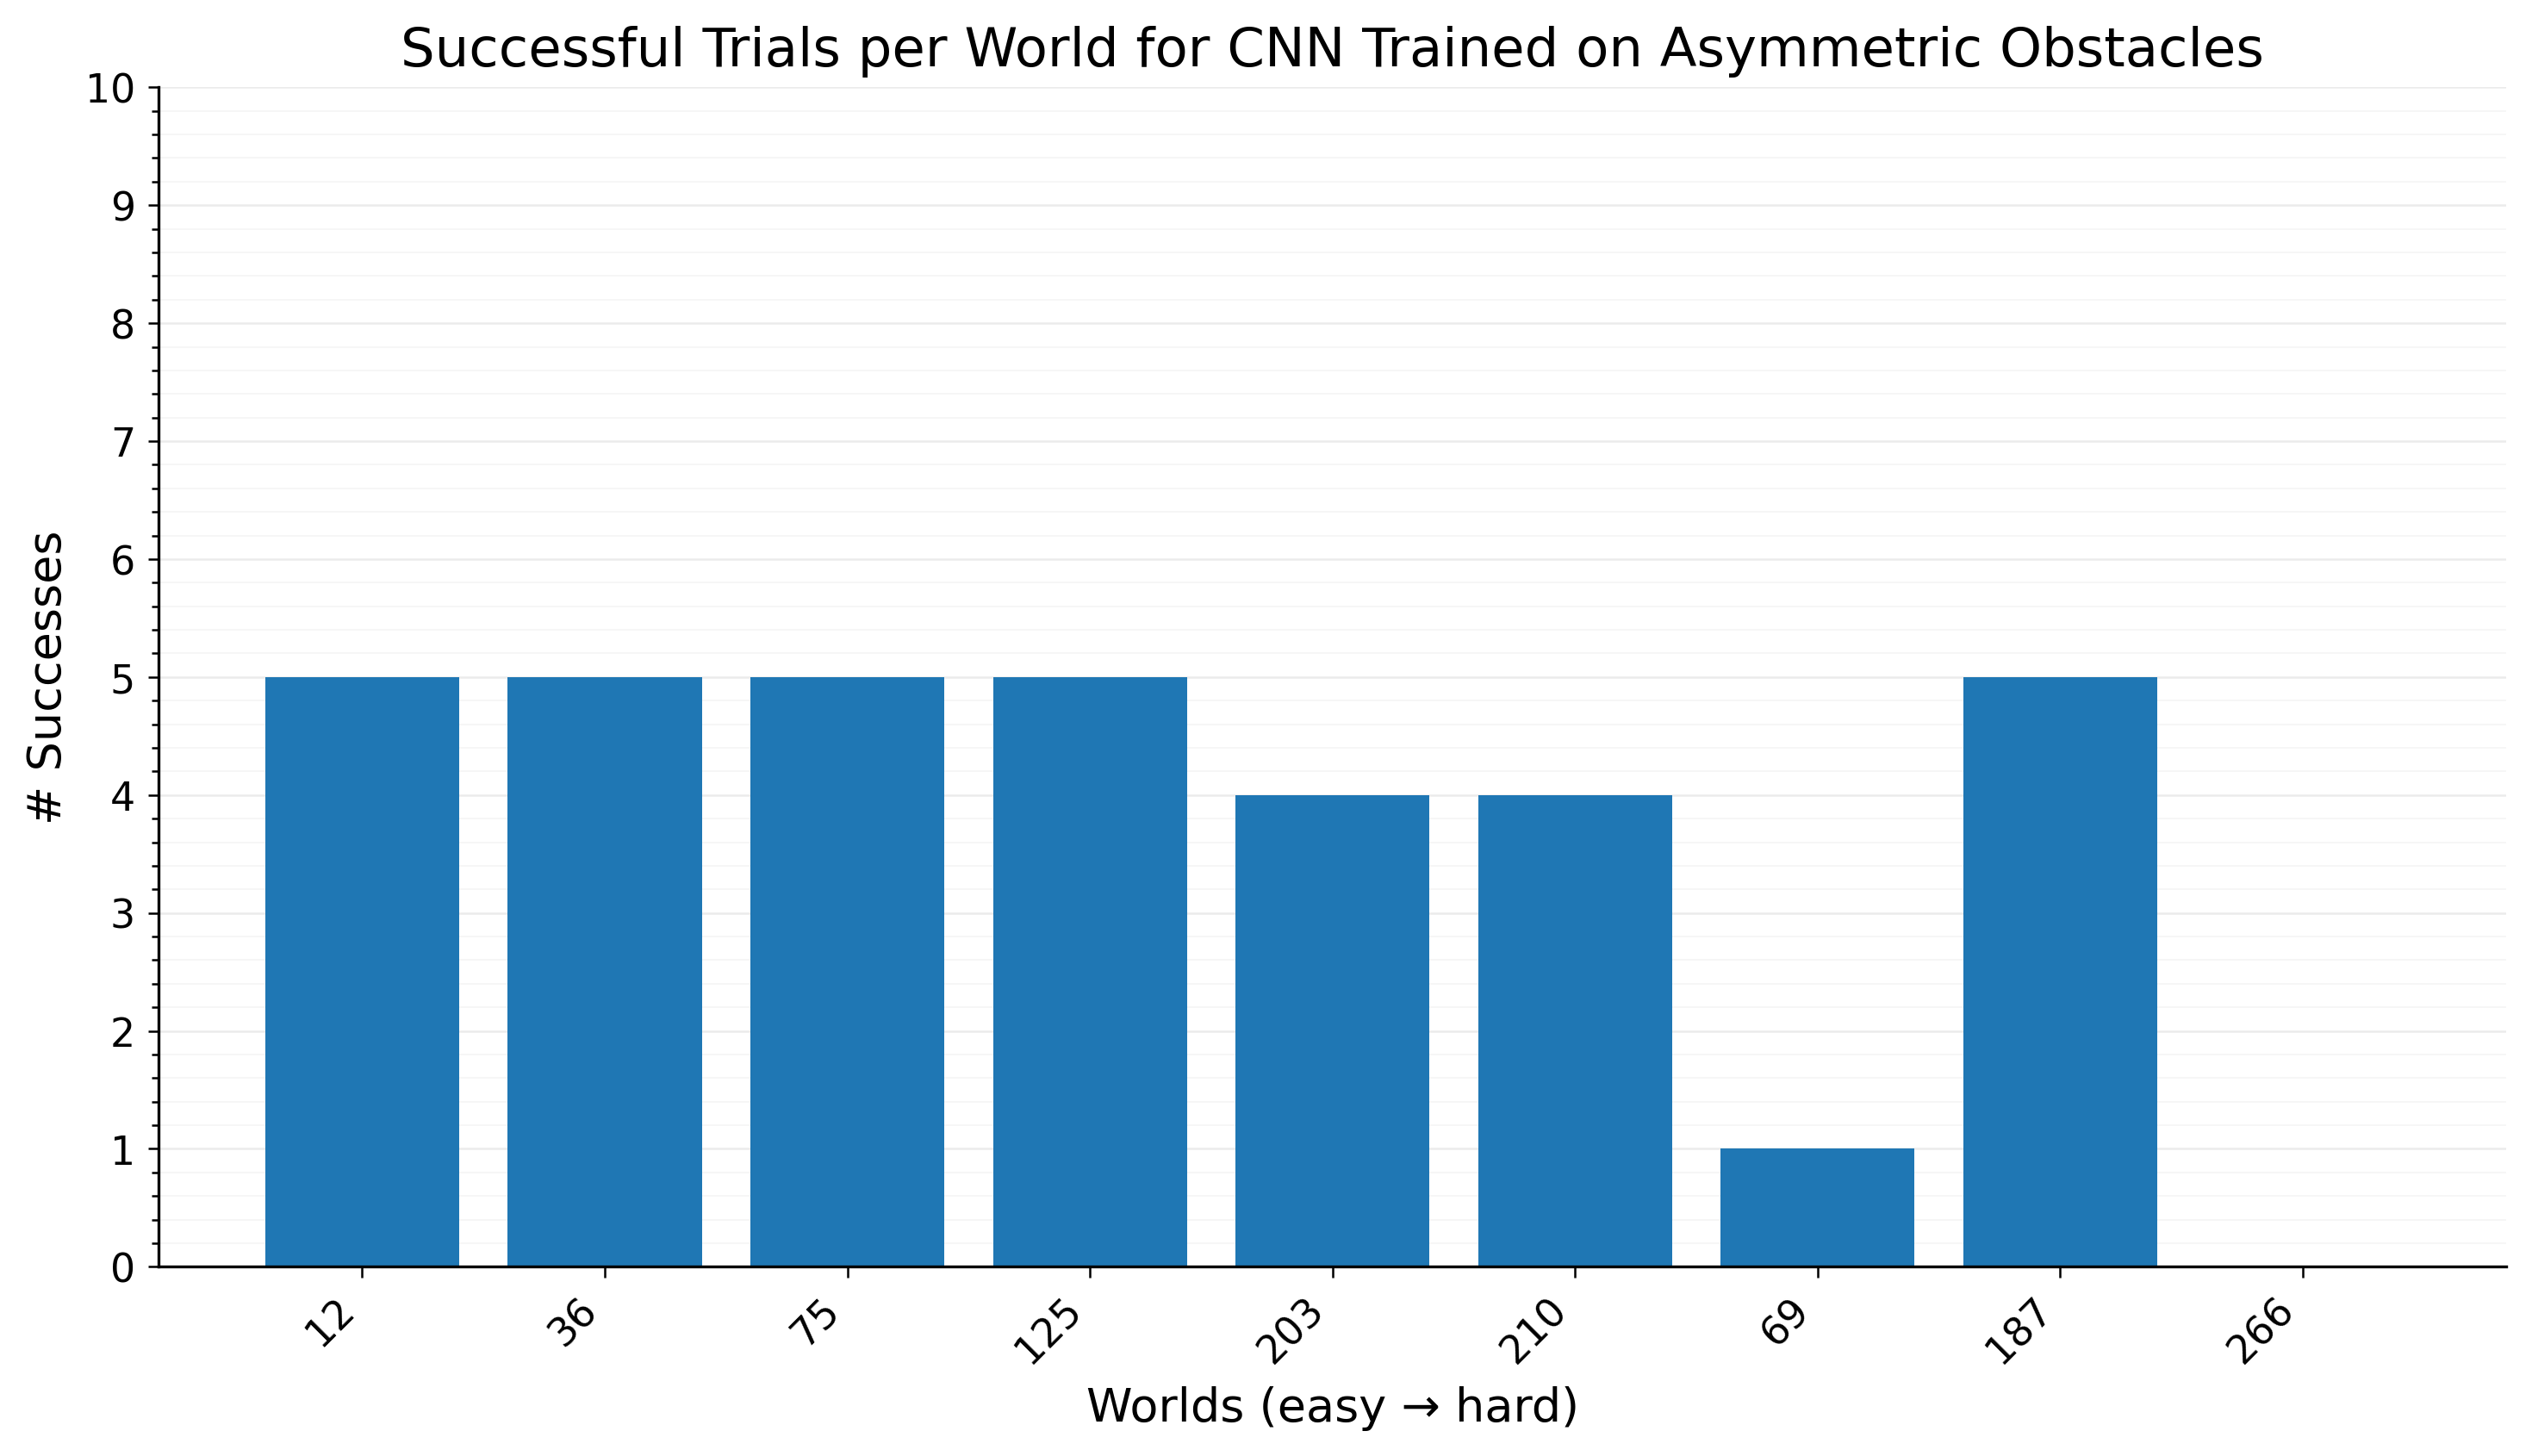 Successful Trials per World for CNN Trained on Asymmetric Obstacles
10
9
8
7
6
5
4
3
2
1
0
# Successes
12 36 75 125 203 210 69 187 266
Worlds (easy → hard)